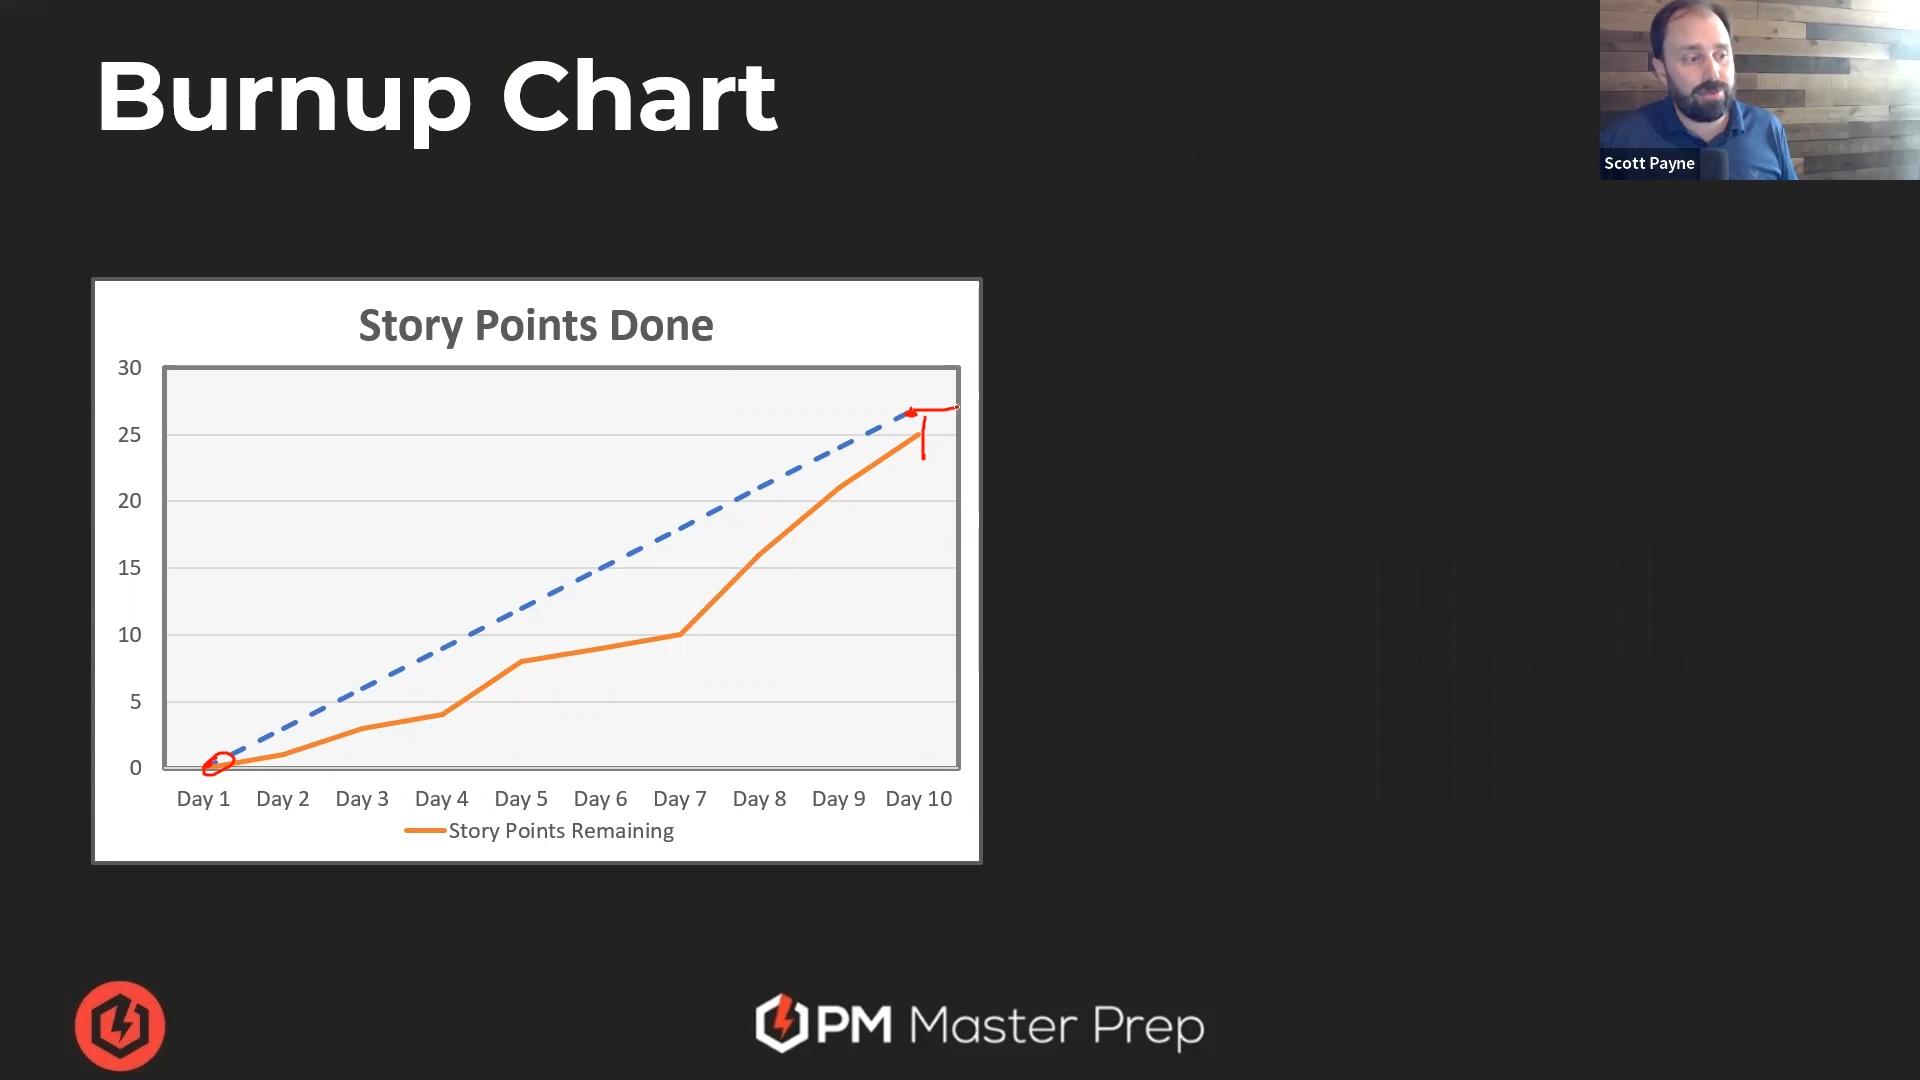 Burnup Chart
Scott Payne
Story Points Done
30
25
20
15
10
5
0
Day 1 Day 2 Day 3 Day 4 Day 5 Day 6 Day 7 Day 8 Day 9 Day 10
Story Points Remaining
PM Master Prep